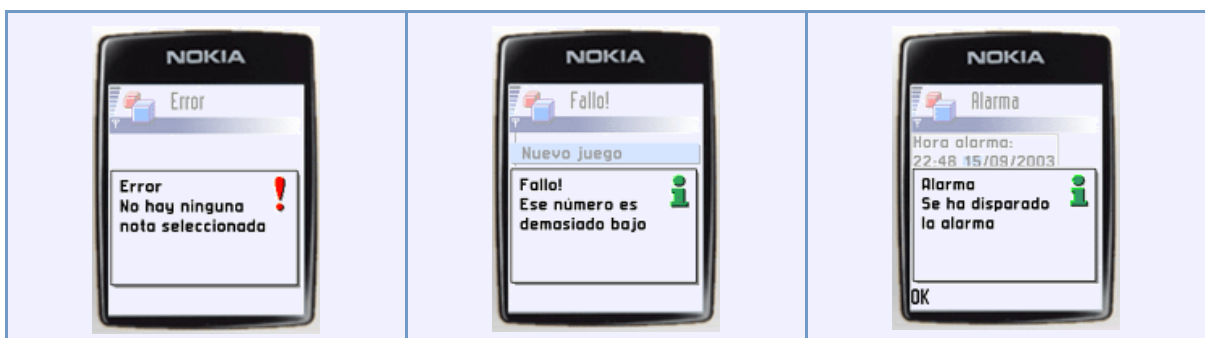 NOKIA
Error
Error
No hay ninguna
nota seleccionada
NOKIA
Fallo!
Nuevo juego
Fallo!
Ese número es
demasiado bajo
NOKIA
Alarma
Hora alarma:
22:48 15/09/2003
Alarma
Se ha disparado
la alarma
OK